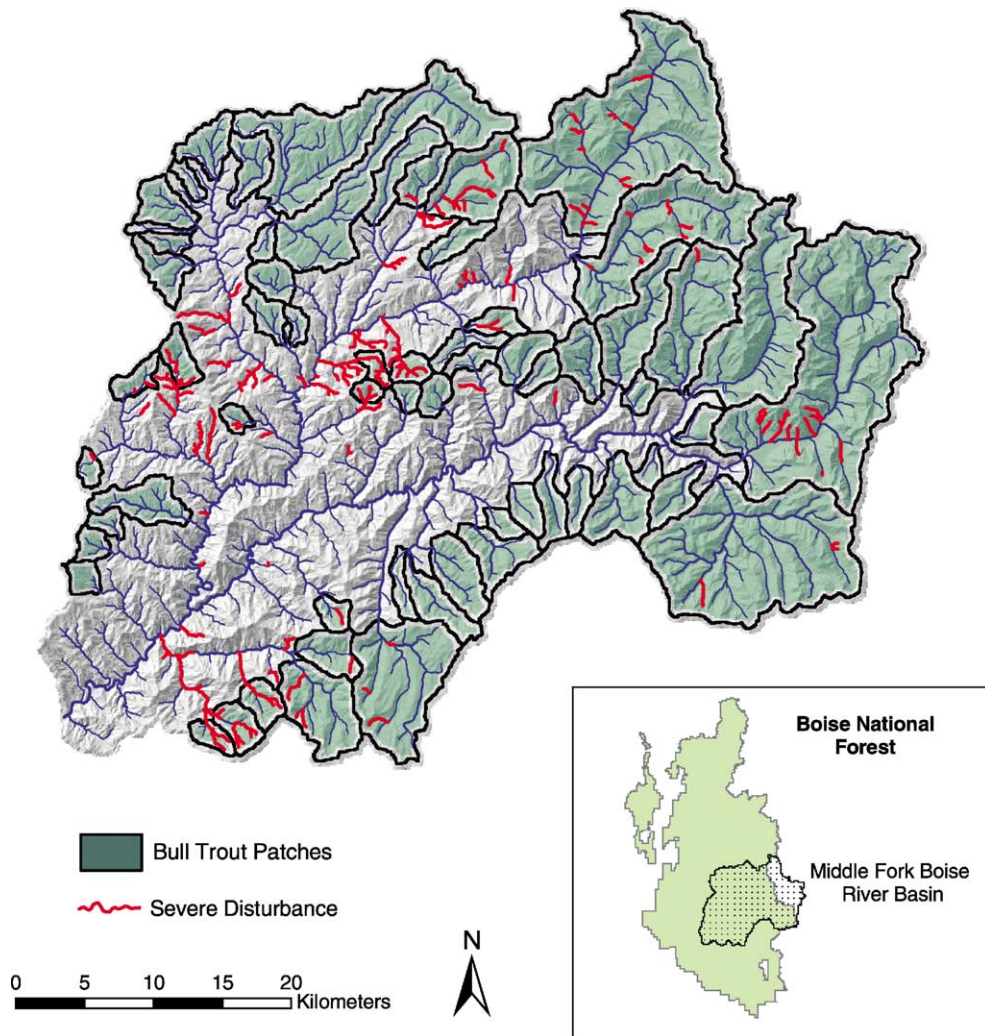 Bull Trout Patches
Severe Disturbance
0 5 10 15 20
Kilometers
N
Boise National
Forest
Middle Fork Boise
River Basin